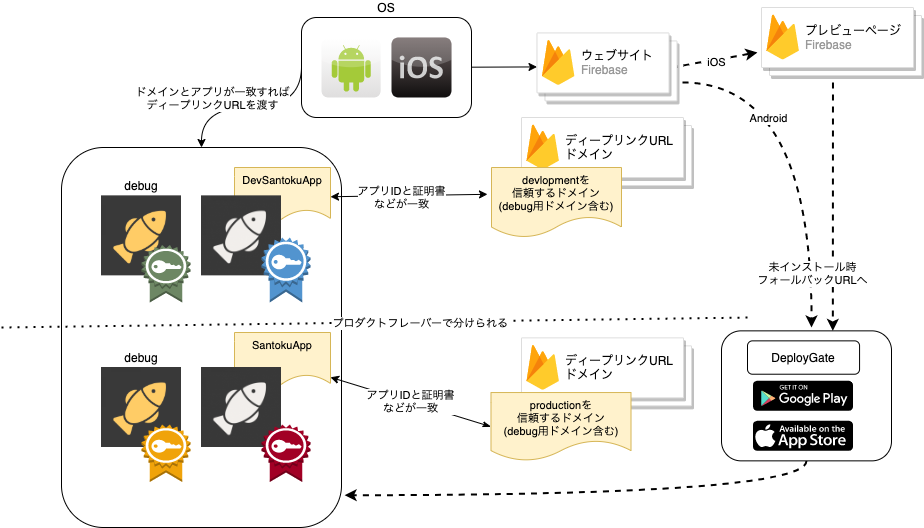 OS
iOS
ウェブサイト
Firebase
iOS
プレビューページ
Firebase
ドメインとアプリが一致すれば
ディープリンクURLを渡す
Android
ディープリンクURL
ドメイン
debug
DevSantokuApp
アプリIDと証明書
などが一致
devlopmentを
信頼するドメイン
(debug用ドメイン含む)
未インストール時
フォールバックURLへ
プロダクトフレーバーで分けられる
debug
SantokuApp
アプリIDと証明書
などが一致
ディープリンクURL
ドメイン
productionを
信頼するドメイン
(debug用ドメイン含む)
DeployGate
GET IT ON
Google Play
Available on the
App Store